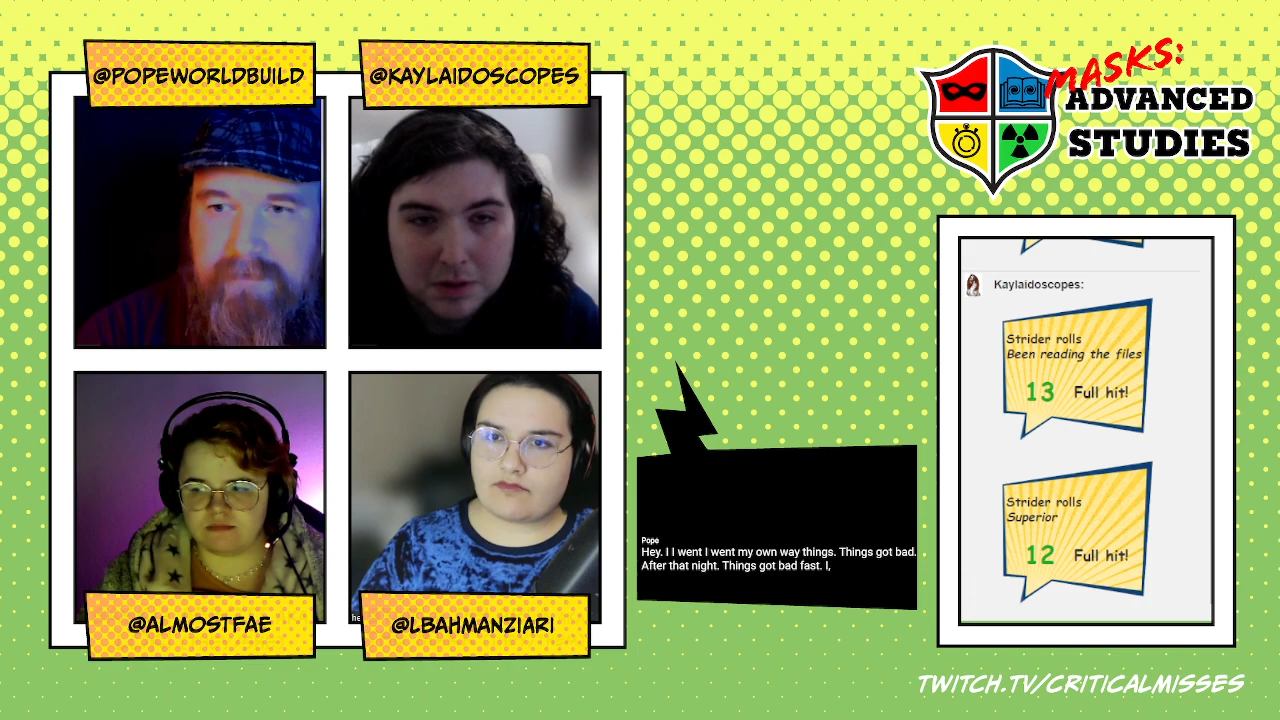 @POPEWORLDBUILD
@KAYLAIDOSCOPES
@ALMOSTFAE
he
@LBAHMANZIARI
Pope
Hey. I I went I went my own way things. Things got bad.
After that night. Things got bad fast. I,
MASKS:
ADVANCED
STUDIES
Kaylaidoscopes:
Strider rolls
Been reading the files
13 Full hit!
Strider rolls
Superior
12 Full hit!
TWITCH.TV/CRITICALMISSES